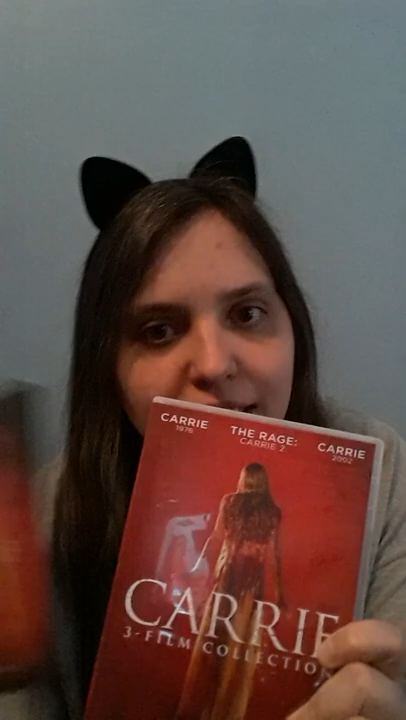 CARRIE
1976
THE RAGE:
CARRIE 2
CARRIE
2002
CARRIE
3-FILM COLLECTION